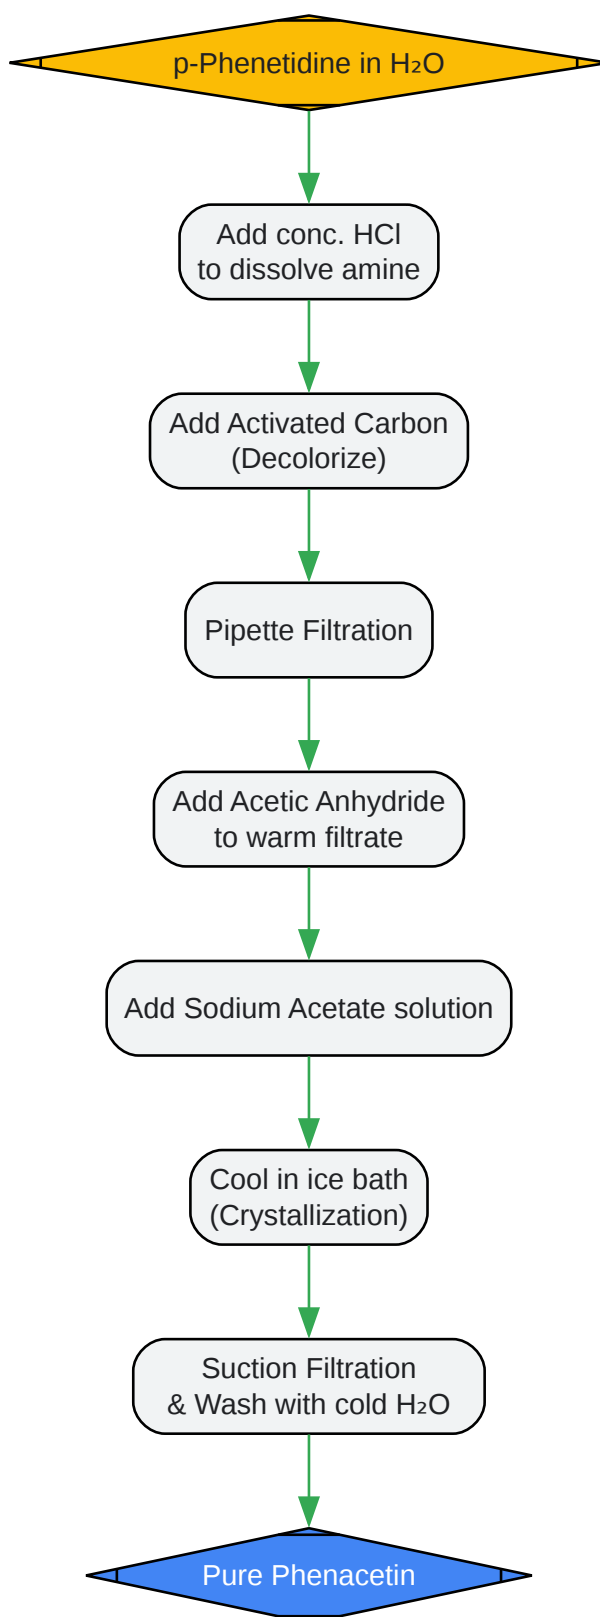 p-Phenetidine in H₂O
Add conc. HCl
to dissolve amine
Add Activated Carbon
(Decolorize)
Pipette Filtration
Add Acetic Anhydride
to warm filtrate
Add Sodium Acetate solution
Cool in ice bath
(Crystallization)
Suction Filtration
& Wash with cold H₂O
Pure Phenacetin